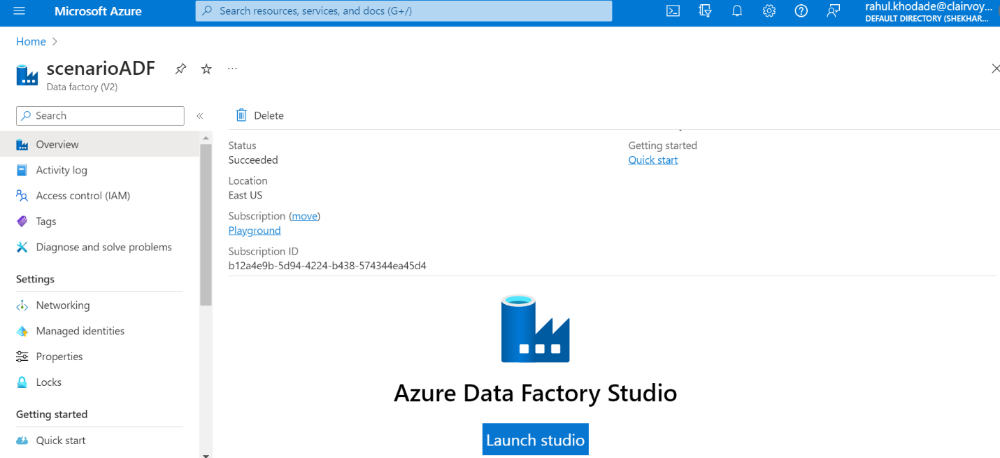 Microsoft Azure
Search resources, services, and docs (G+/)
rahul.khodade@clairvoy...
DEFAULT DIRECTORY (SHEKHAR...
Home
scenarioADF
Data factory (V2)
Search
Delete
Overview
Activity log
Access control (IAM)
Tags
Diagnose and solve problems
Settings
Networking
Managed identities
Properties
Locks
Getting started
Quick start
Status
Succeeded
Location
East US
Subscription (move)
Playground
Subscription ID
b12a4e9b-5d94-4224-b438-574344ea45d4
Getting started
Quick start
Azure Data Factory Studio
Launch studio